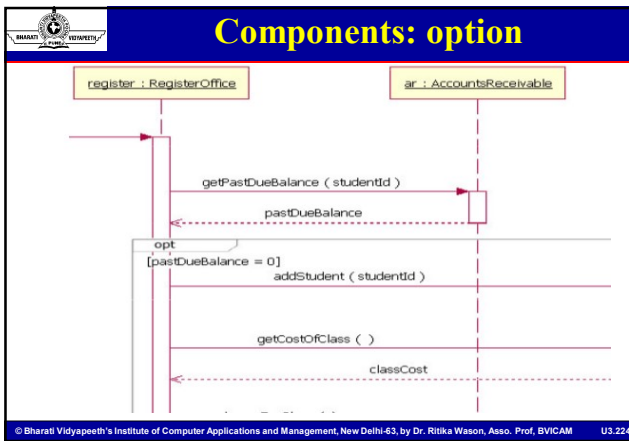 BHARATI
VIDYAPEETH
PUNE
Components: option
register : RegisterOffice
ar : AccountsReceivable
getPastDueBalance ( studentId )
pastDueBalance
opt
[pastDueBalance = 0]
addStudent ( studentId )
getCostOfClass ( )
classCost
© Bharati Vidyapeeth's Institute of Computer Applications and Management, New Delhi-63, by Dr. Ritika Wason, Asso. Prof, BVICAM
U3.224